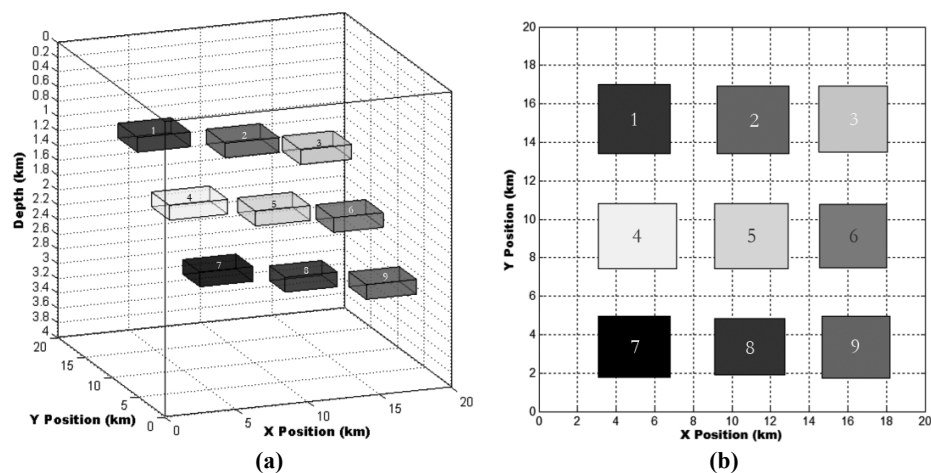 0
0.2
0.4
0.6
0.8
1
1.2
1.4
1.6
1.8
2
2.2
2.4
2.6
2.8
3
3.2
3.4
3.6
3.8
4
Depth (km)
1 2 3
4 5 6
7 8 9
20
15
10
5
0
Y Position (km)
0 5 10 15 20
X Position (km)
(a)
20
18
16
14
12
10
8
6
4
2
0
Y Position (km)
1 2 3
4 5 6
7 8 9
0 2 4 6 8 10 12 14 16 18 20
X Position (km)
(b)